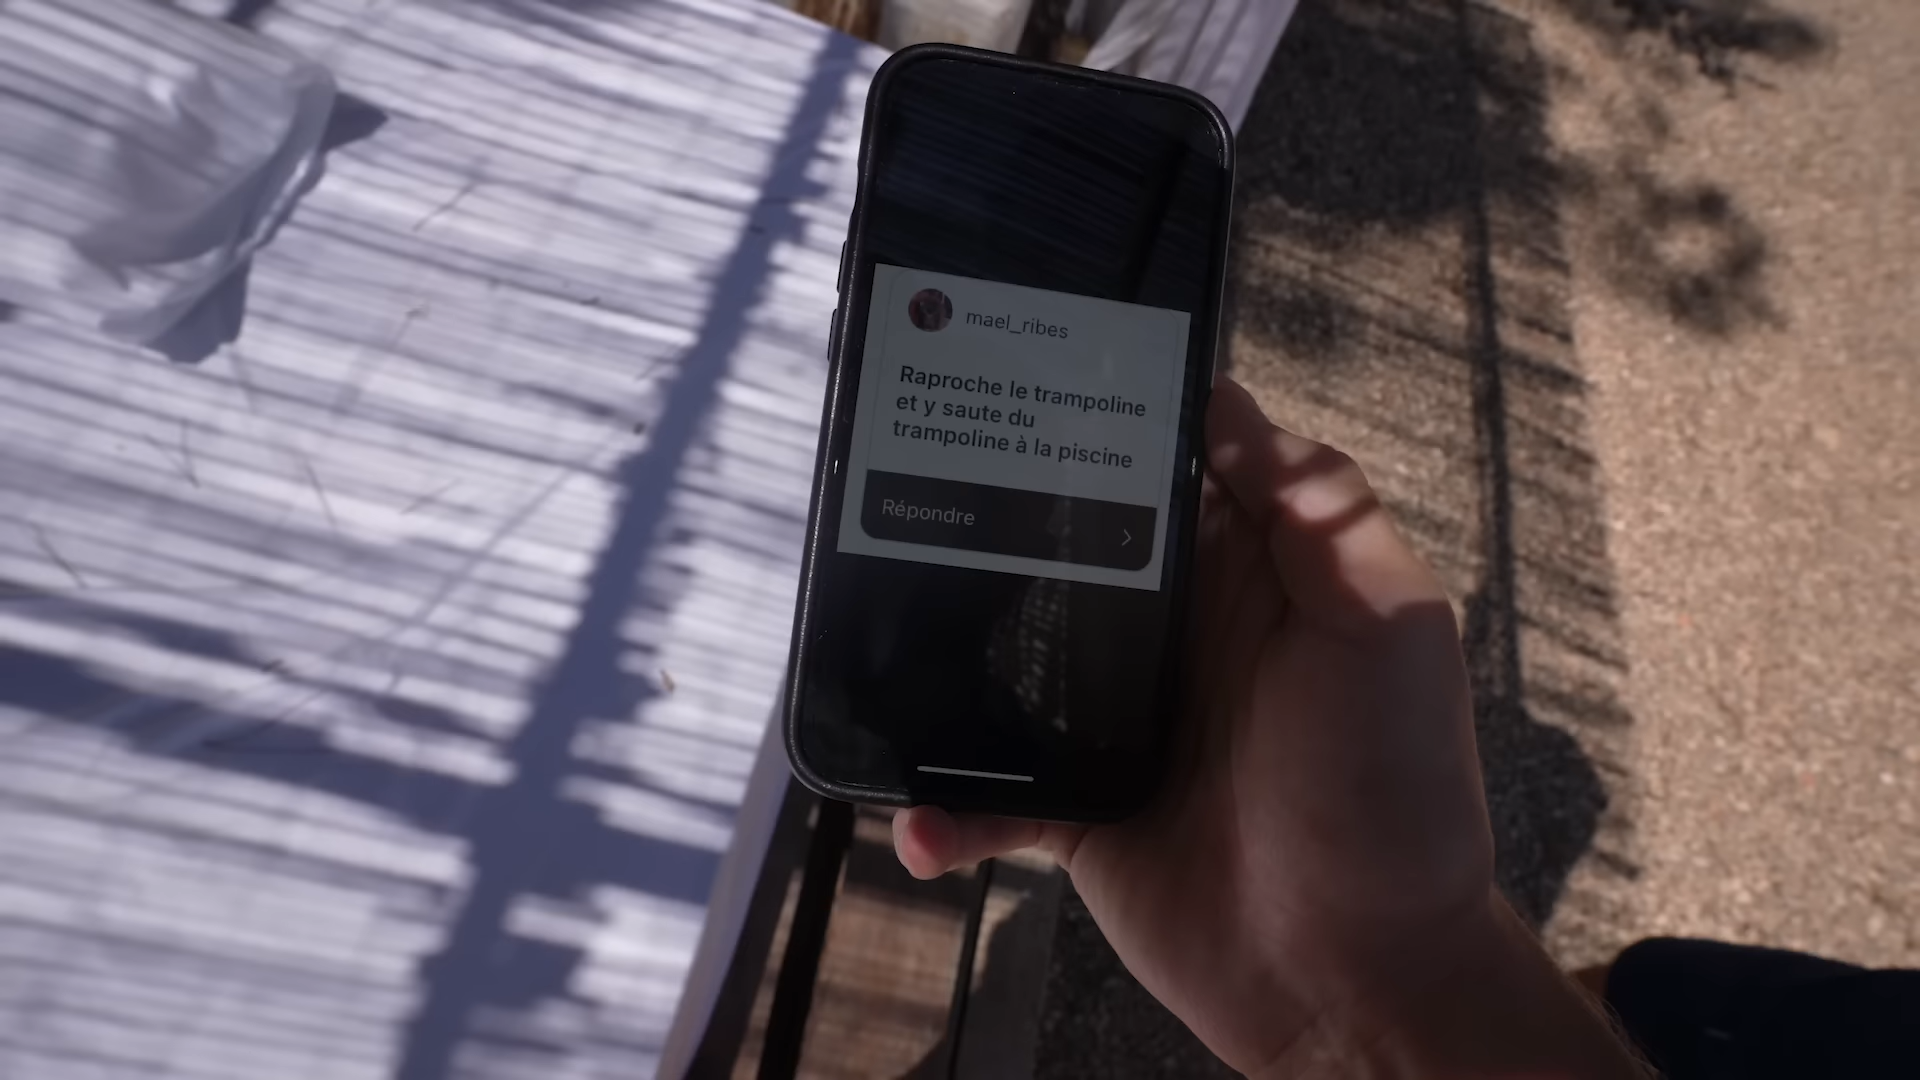 mael_ribes
Raproche le trampoline
et y saute du
trampoline à la piscine
Répondre